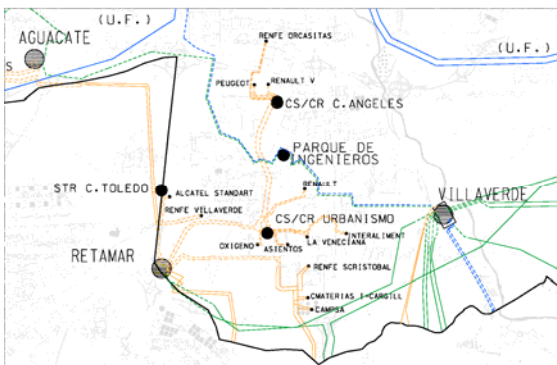 (U.F.)
AGUACATE
RENFE ORCASITAS
(U.F.)
S
PEUGEOT
RENAULT V
CS/CR C.ANGELES
PARQUE DE
INGENIEROS
STR C.TOLEDO
ALCATEL STANDART
RENAULT
VILLAVERDE
RENFE VILLAVERDE
CS/CR URBANISMO
INTERALIMENT
LA VENECIANA
OXIGENO
ASIENTOS
RETAMAR
RENFE SCRISTOBAL
CMATERIAS I-CARGILL
CAMPSA